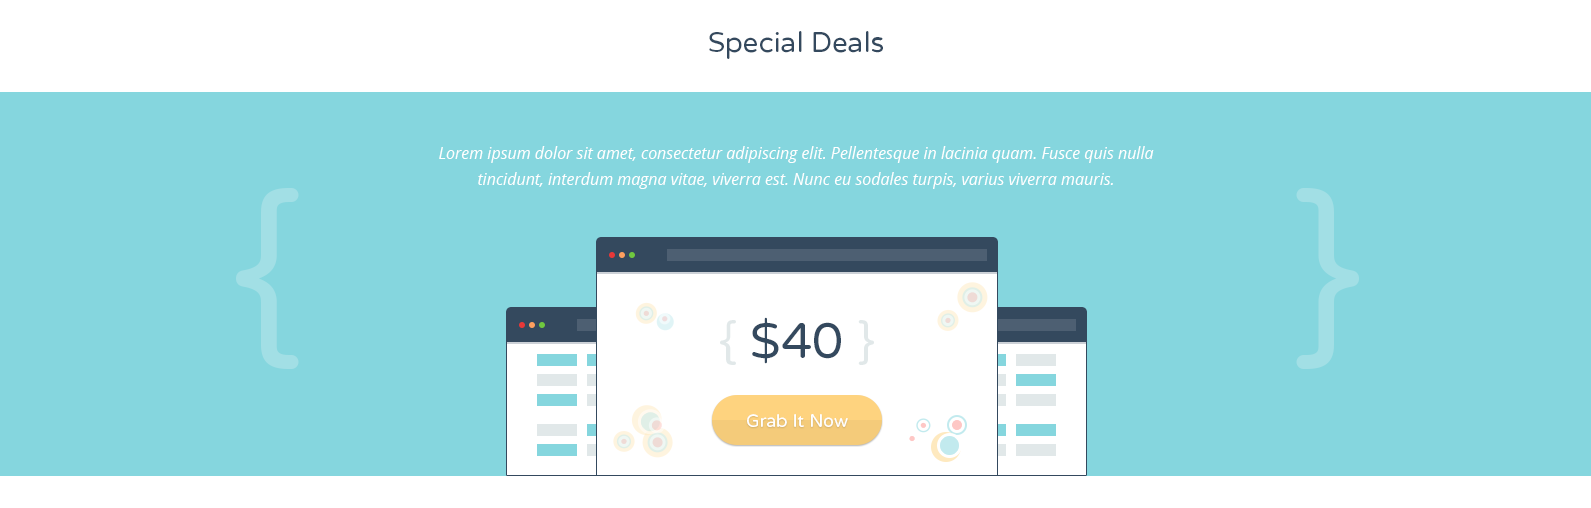 Special Deals
Lorem ipsum dolor sit amet, consectetur adipiscing elit. Pellentesque in lacinia quam. Fusce quis nulla
tincidunt, interdum magna vitae, viverra est. Nunc eu sodales turpis, varius viverra mauris.
{ $40 }
Grab It Now